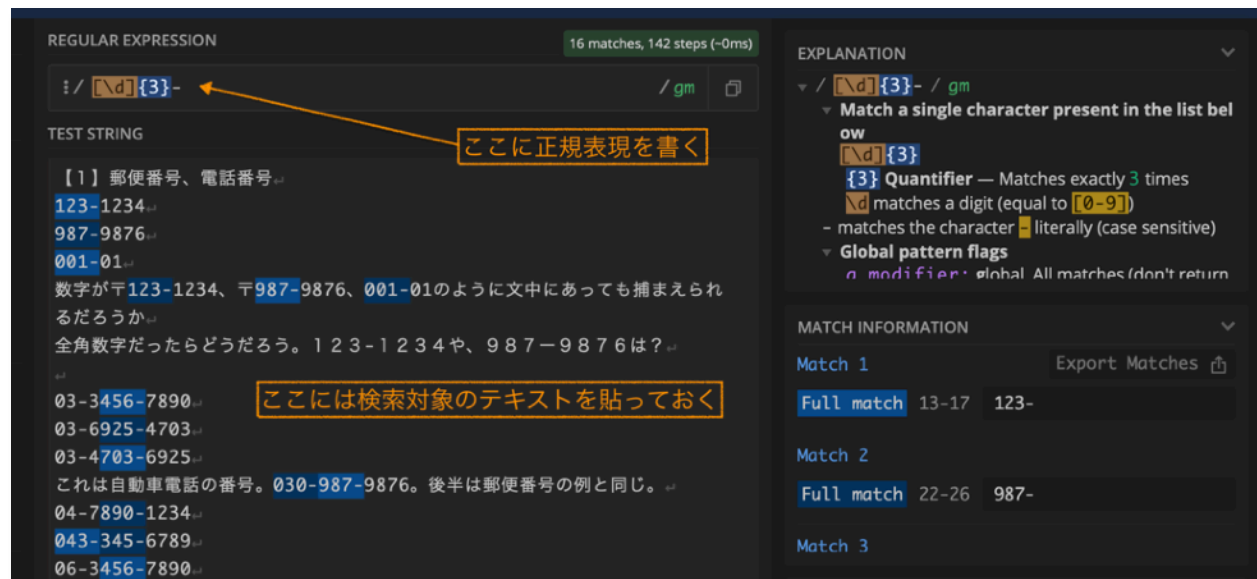 REGULAR EXPRESSION
16 matches, 142 steps (~0ms)
/ [\d]{3}-
/ gm
ここに正規表現を書く
TEST STRING
【1】郵便番号、電話番号↵
123-1234↵
987-9876↵
001-01↵
数字が〒123-1234、〒987-9876、001-01のように文中にあっても捕まえられ
るだろうか↵
全角数字だったらどうだろう。１２３-１２３４や、９８７ー９８７６は？↵
↵
03-3456-7890↵
ここには検索対象のテキストを貼っておく
03-6925-4703↵
03-4703-6925↵
これは自動車電話の番号。030-987-9876。後半は郵便番号の例と同じ。↵
04-7890-1234↵
043-345-6789↵
06-3456-7890↵
EXPLANATION
/ [\d]{3}- / gm
Match a single character present in the list bel
ow
[\d]{3}
{3} Quantifier — Matches exactly 3 times
\d matches a digit (equal to [0-9])
- matches the character - literally (case sensitive)
Global pattern flags
g modifier: global. All matches (don't return
MATCH INFORMATION
Match 1
Export Matches
Full match 13-17 123-
Match 2
Full match 22-26 987-
Match 3